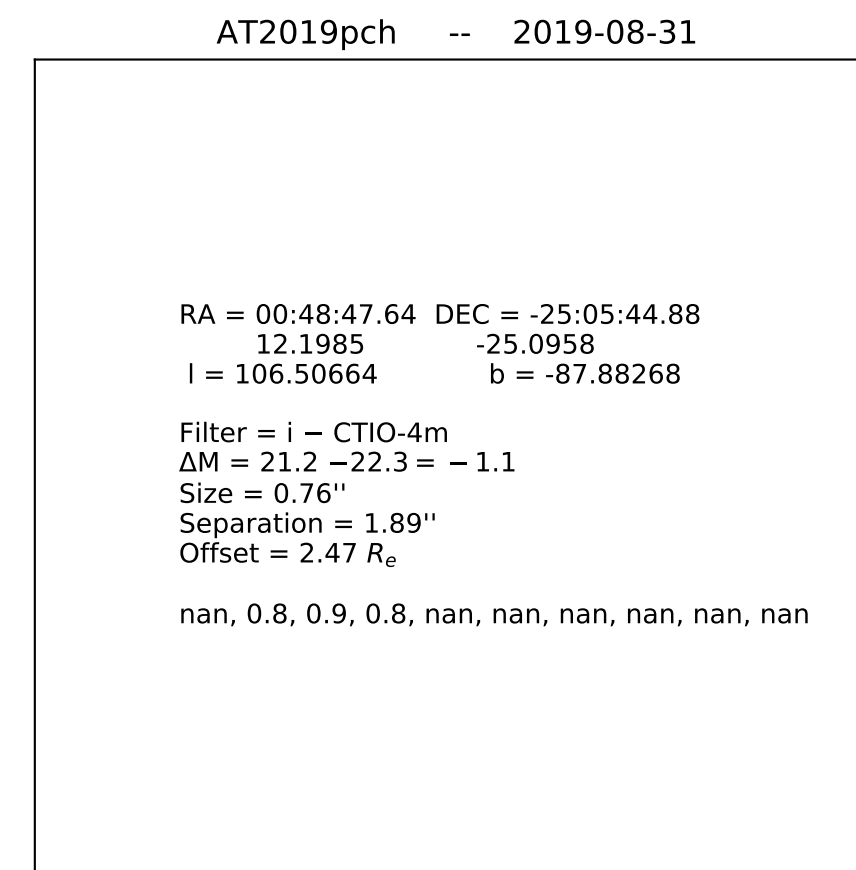 AT2019pch -- 2019-08-31
RA = 00:48:47.64 DEC = -25:05:44.88
12.1985 -25.0958
l = 106.50664 b = -87.88268
Filter = i − CTIO-4m
ΔM = 21.2 −22.3 = − 1.1
Size = 0.76''
Separation = 1.89''
Offset = 2.47 Rₑ
nan, 0.8, 0.9, 0.8, nan, nan, nan, nan, nan, nan